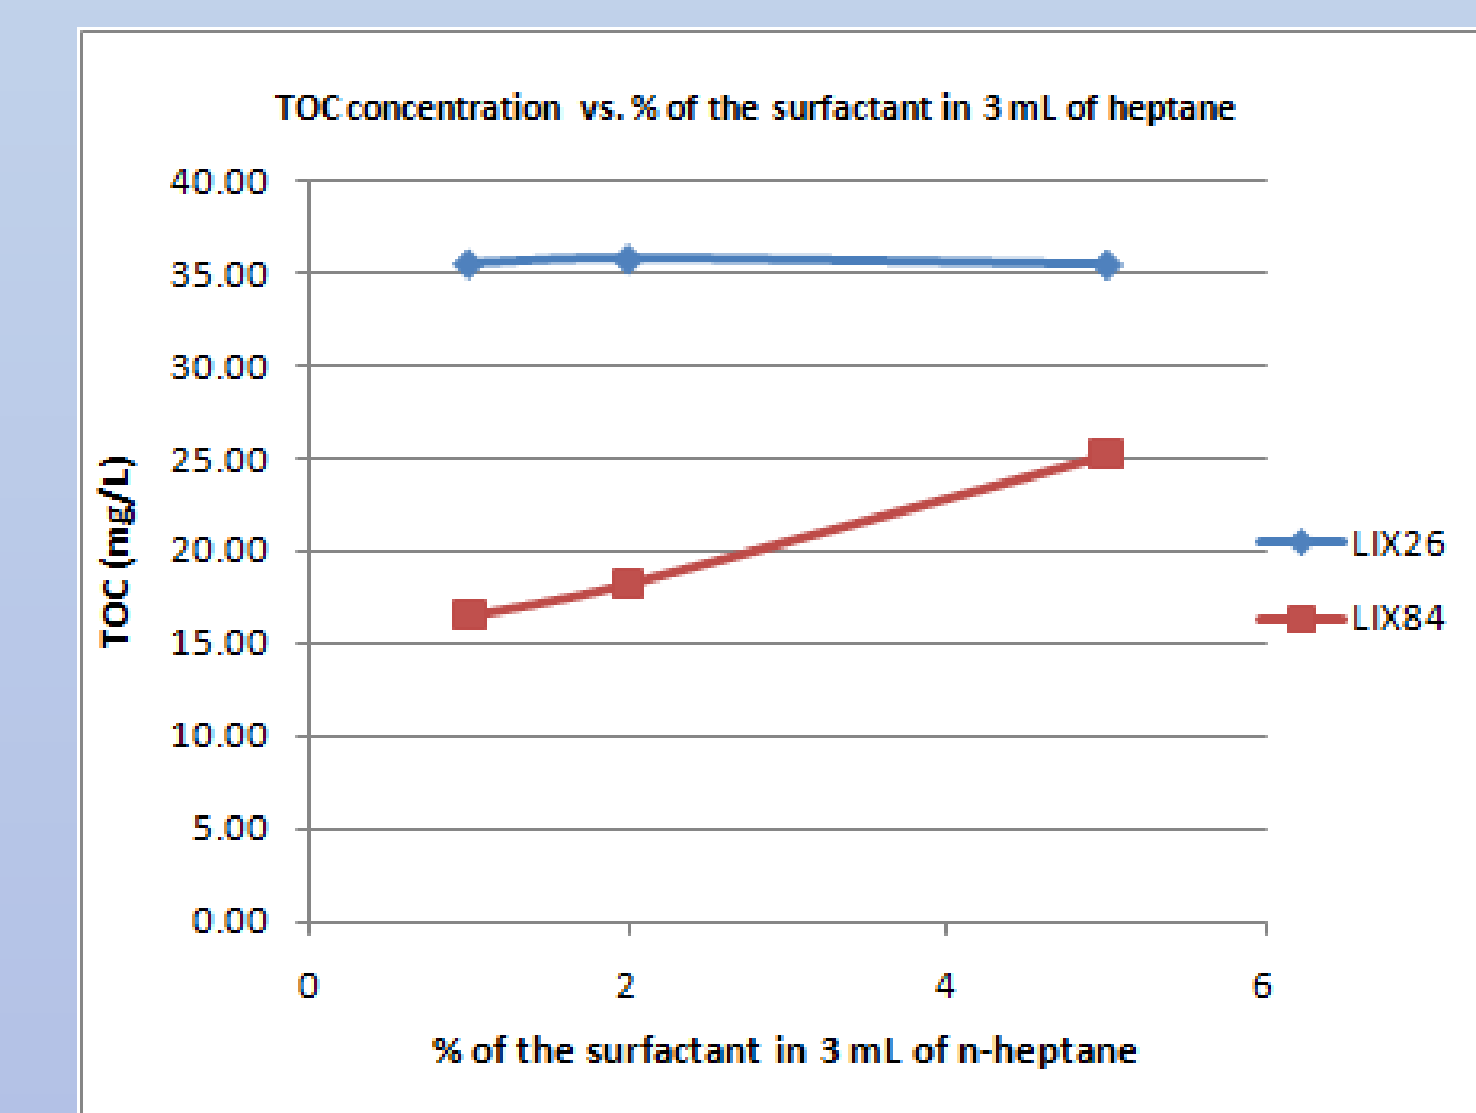 TOC concentration vs. % of the surfactant in 3 mL of heptane
40.00
35.00
30.00
25.00
20.00
15.00
10.00
5.00
0.00
TOC (mg/L)
0 2 4 6
% of the surfactant in 3 mL of n-heptane
LIX26
LIX84